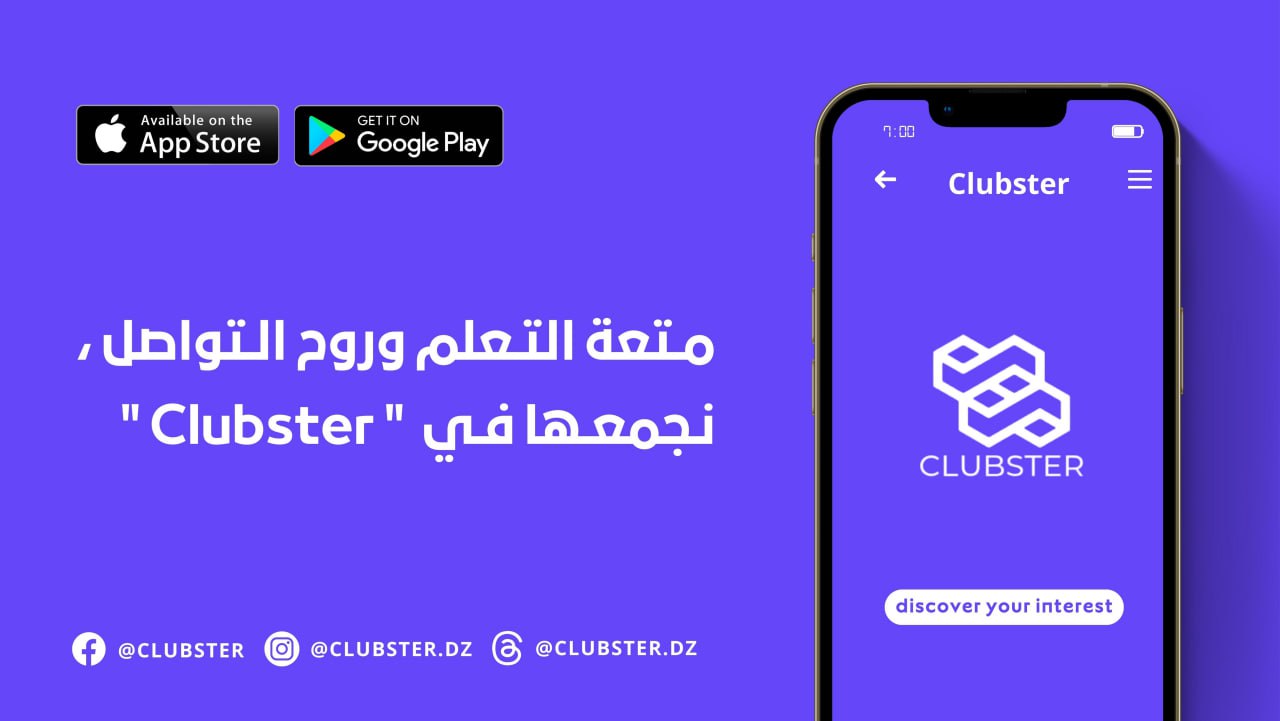 Available on the
App Store
GET IT ON
Google Play
متعة التعلم وروح التواصل،
نجمعها في " Clubster "
@CLUBSTER
@CLUBSTER.DZ
@CLUBSTER.DZ
7:00
Clubster
CLUBSTER
discover your interest